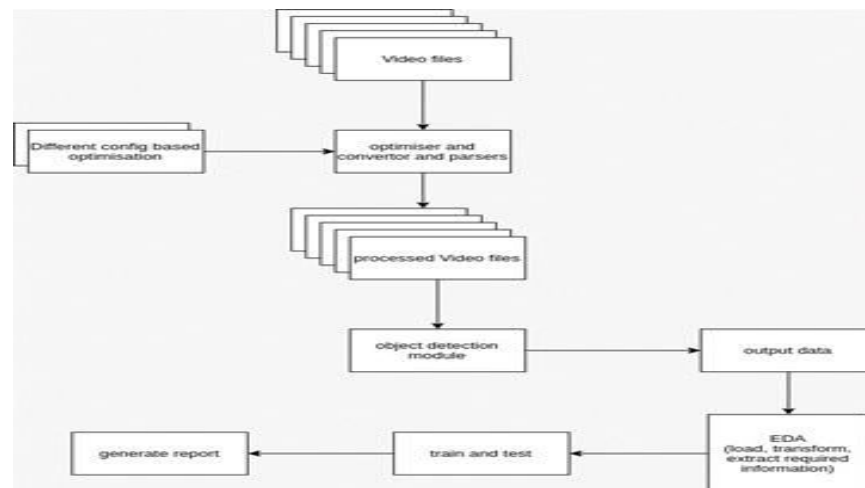 Video files
Different config based
optimisation
optimiser and
convertor and parsers
processed Video files
object detection
module
output data
EDA
(load, transform,
extract required
information)
train and test
generate report